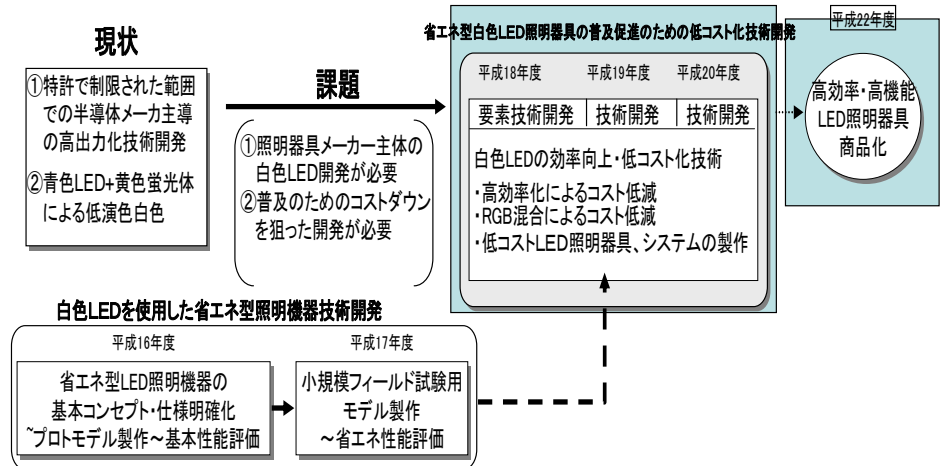 現状
①特許で制限された範囲
での半導体メーカ主導
の高出力化技術開発
②青色LED+黄色蛍光体
による低演色白色
課題
①照明器具メーカー主体の
白色LED開発が必要
②普及のためのコストダウン
を狙った開発が必要
省エネ型白色LED照明器具の普及促進のための低コスト化技術開発
平成18年度 平成19年度 平成20年度
要素技術開発 技術開発 技術開発
白色LEDの効率向上・低コスト化技術
・高効率化によるコスト低減
・RGB混合によるコスト低減
・低コストLED照明器具、システムの製作
平成22年度
高効率・高機能
LED照明器具
商品化
白色LEDを使用した省エネ型照明機器技術開発
平成16年度
省エネ型LED照明機器の
基本コンセプト・仕様明確化
~プロトモデル製作～基本性能評価
平成17年度
小規模フィールド試験用
モデル製作
～省エネ性能評価